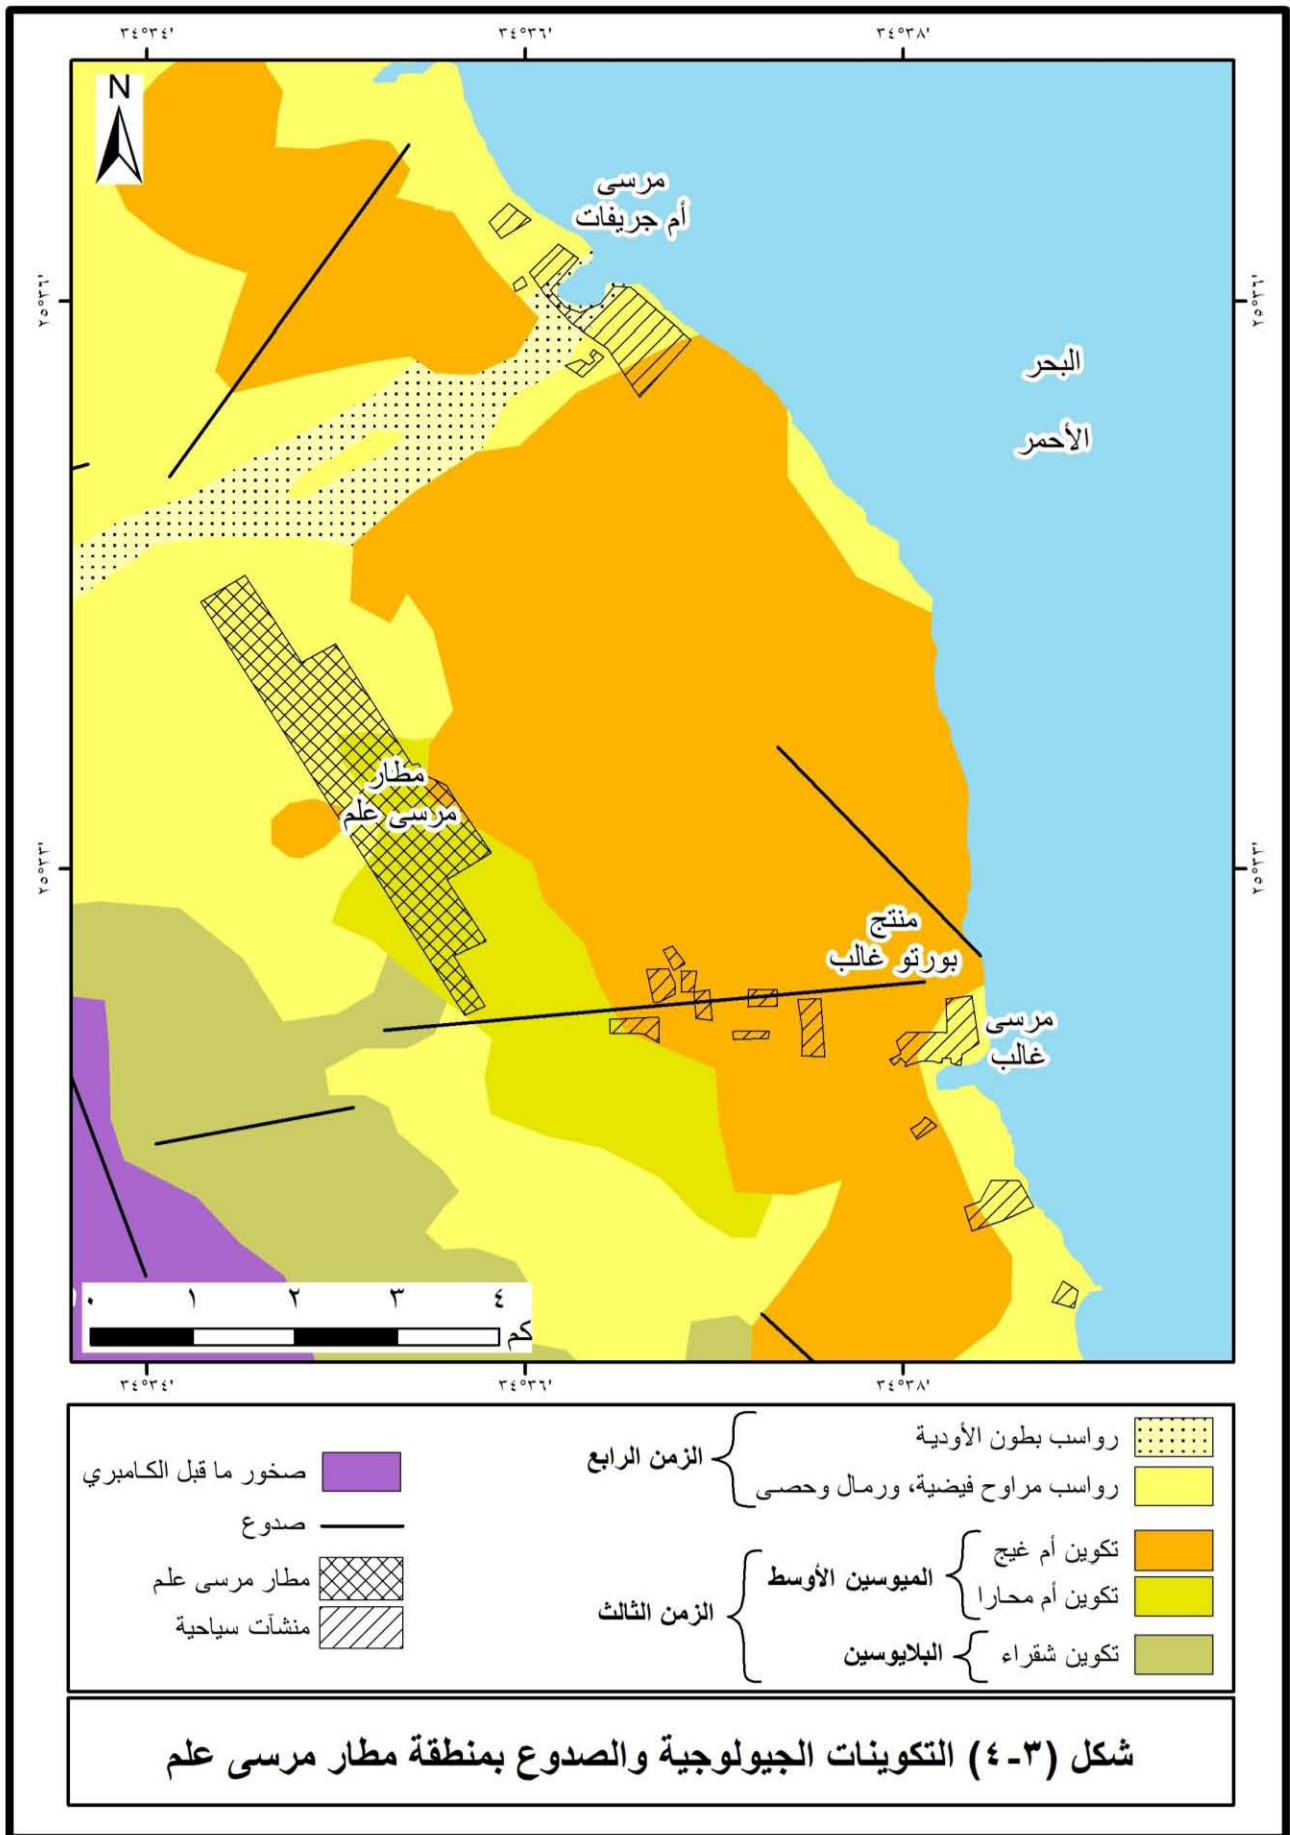 ٣٤°٣٤'
٣٤°٣٦'
٣٤°٣٨'
N
مرسى
أم جريفات
٢٥°٣٦'
٢٥°٣٦'
البحر
الأحمر
مطار
مرسى علم
٢٥°٣٣'
٢٥°٣٣'
منتج
بورتو غالب
مرسى
غالب
٠ ١ ٢ ٣ ٤
كم
٣٤°٣٤'
٣٤°٣٦'
٣٤°٣٨'
رواسب بطون الأودية
رواسب مراوح فيضية، ورمال وحصى
الزمن الرابع
تكوين أم غيج
تكوين أم محارا
الميوسين الأوسط
تكوين شقراء
البلايوسين
الزمن الثالث
صخور ما قبل الكامبري
صدوع
مطار مرسى علم
منشآت سياحية
شكل (٣-٤) التكوينات الجيولوجية والصدوع بمنطقة مطار مرسى علم